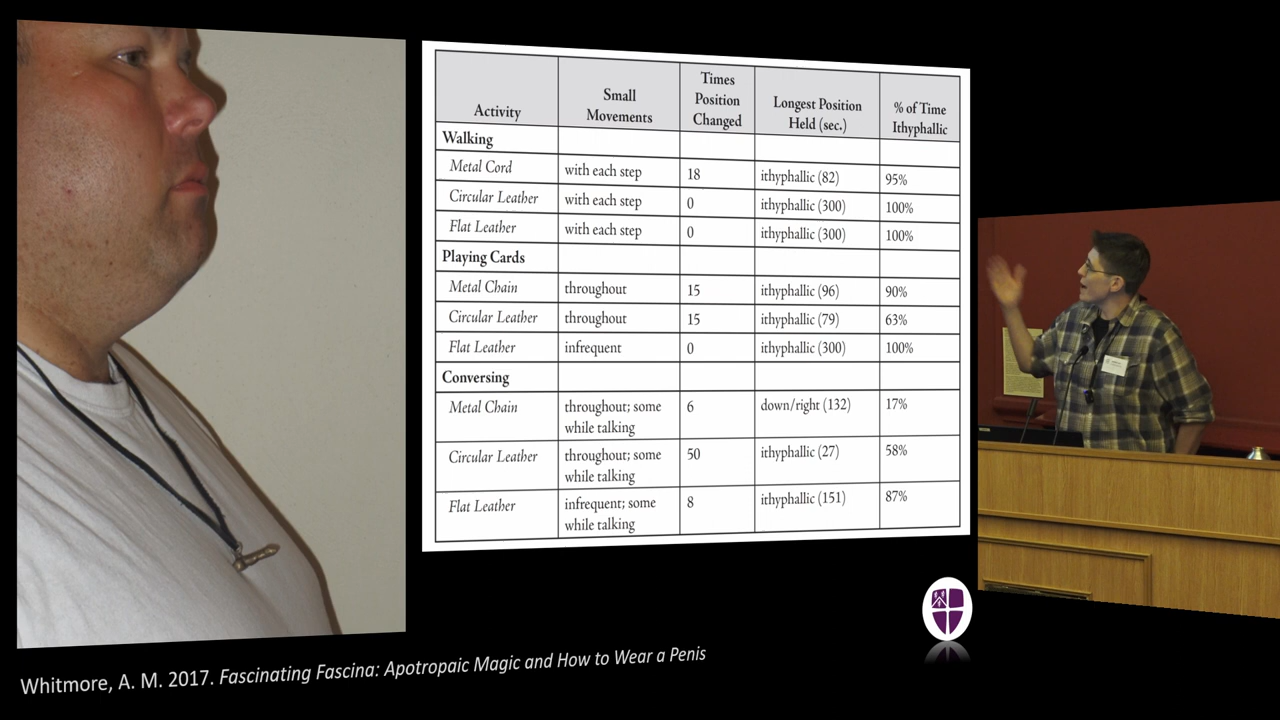 Activity | Small Movements | Times Position Changed | Longest Position Held (sec.) | % of Time Ithyphallic
Walking
Metal Cord | with each step | 18 | ithyphallic (82) | 95%
Circular Leather | with each step | 0 | ithyphallic (300) | 100%
Flat Leather | with each step | 0 | ithyphallic (300) | 100%
Playing Cards
Metal Chain | throughout | 15 | ithyphallic (96) | 90%
Circular Leather | throughout | 15 | ithyphallic (79) | 63%
Flat Leather | infrequent | 0 | ithyphallic (300) | 100%
Conversing
Metal Chain | throughout; some while talking | 6 | down/right (132) | 17%
Circular Leather | throughout; some while talking | 50 | ithyphallic (27) | 58%
Flat Leather | infrequent; some while talking | 8 | ithyphallic (151) | 87%
Whitmore, A. M. 2017. Fascinating Fascina: Apotropaic Magic and How to Wear a Penis